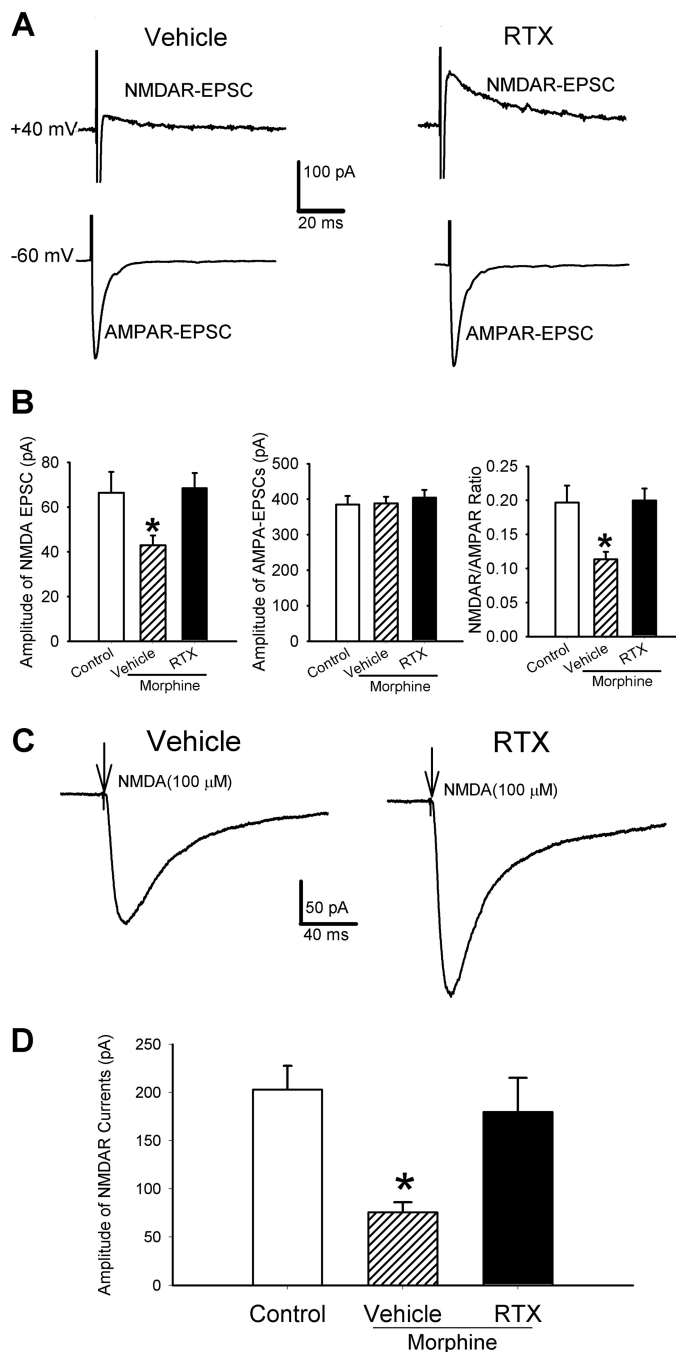 A
Vehicle
RTX
NMDAR-EPSC
NMDAR-EPSC
+40 mV
100 pA
20 ms
-60 mV
AMPAR-EPSC
AMPAR-EPSC
B
Amplitude of NMDA EPSC (pA)
80
60
40
20
0
*
Control
Vehicle
RTX
Morphine
Amplitude of AMPA-EPSCs (pA)
500
400
300
200
100
0
Control
Vehicle
RTX
Morphine
NMDAR/AMPAR Ratio
0.25
0.20
0.15
0.10
0.05
0.00
*
Control
Vehicle
RTX
Morphine
C
Vehicle
RTX
NMDA(100 μM)
NMDA(100 μM)
50 pA
40 ms
D
Amplitude of NMDAR Currents (pA)
250
200
150
100
50
0
*
Control
Vehicle
RTX
Morphine